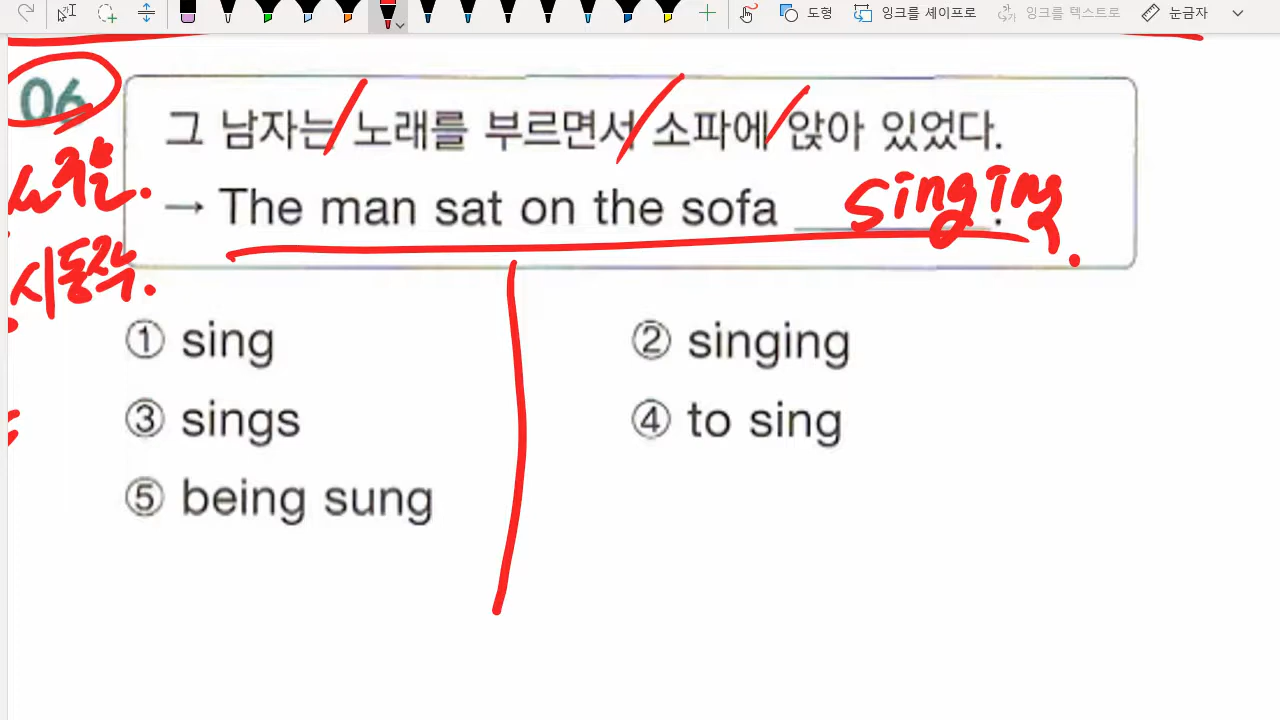 도형 잉크를 셰이프로 잉크를 텍스트로 눈금자
06
그 남자는 노래를 부르면서 소파에 앉아 있었다.
→ The man sat on the sofa singing.
시동작.
① sing ② singing
③ sings ④ to sing
⑤ being sung